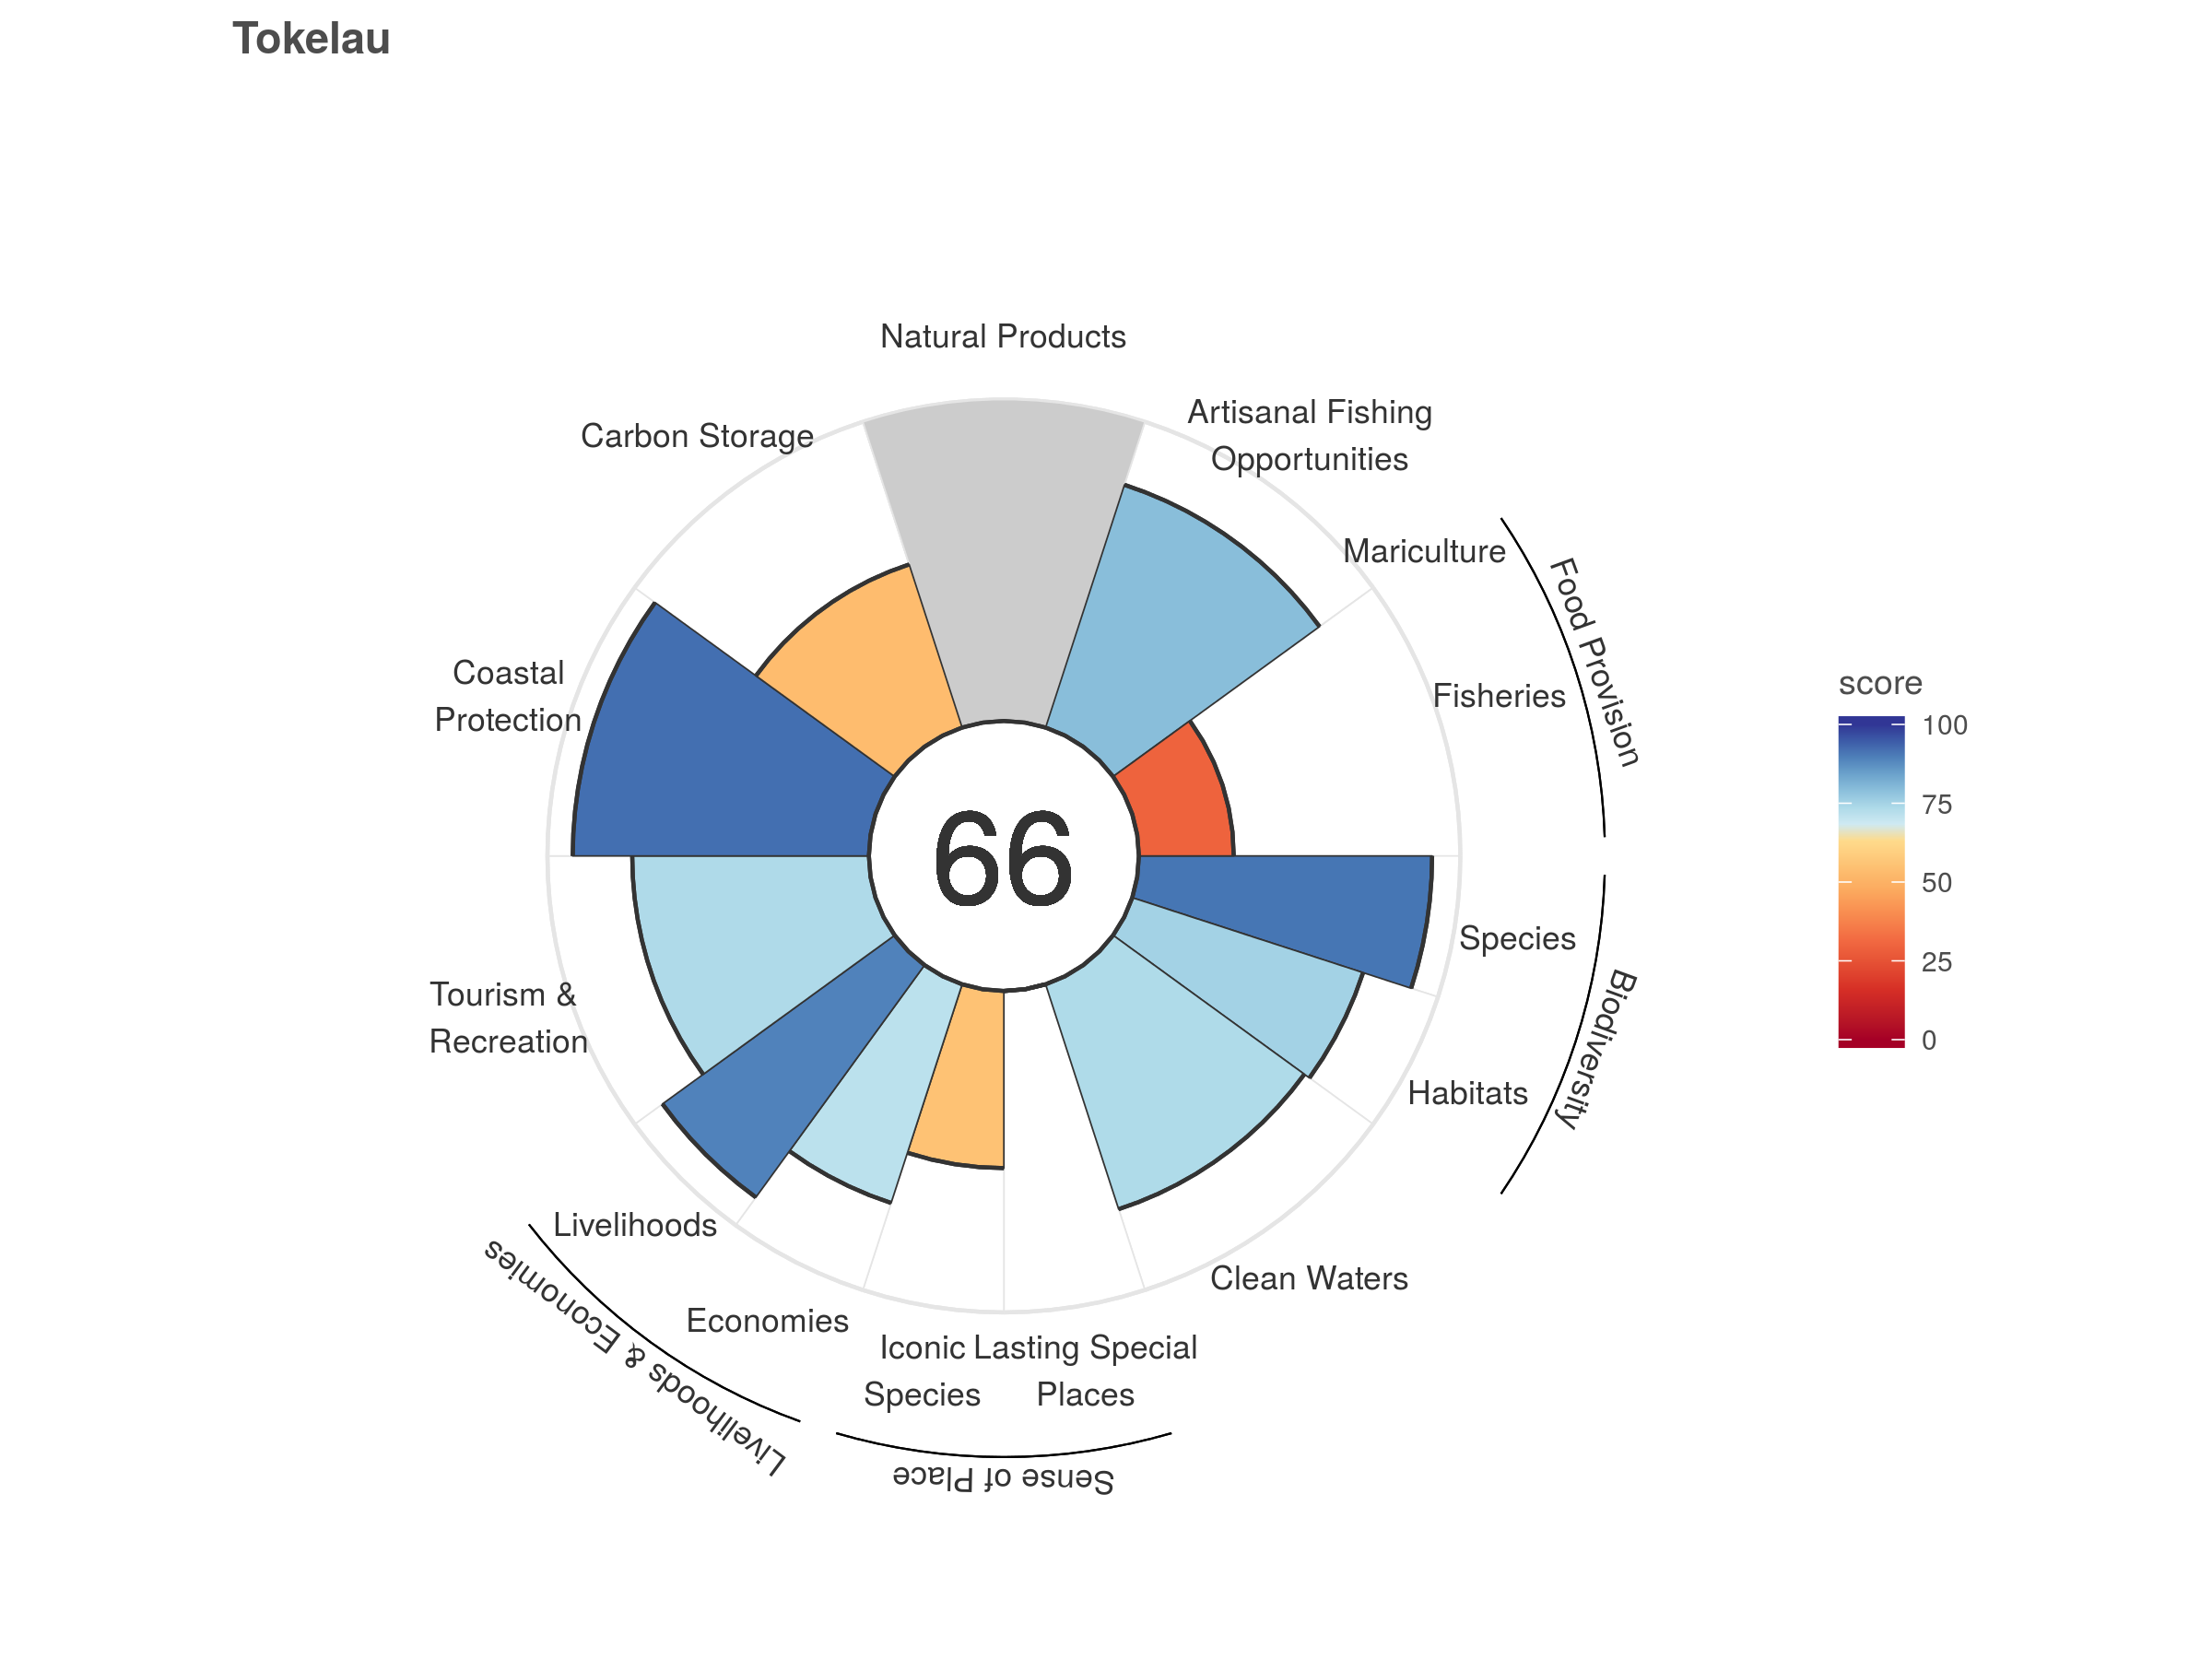 Tokelau
Natural Products
Artisanal Fishing
Opportunities
Carbon Storage
Mariculture
Food Provision
Fisheries
Coastal
Protection
score
100
75
50
25
0
66
Species
Biodiversity
Habitats
Tourism &
Recreation
Livelihoods
Livelihoods & Economies
Economies
Clean Waters
Iconic
Species
Lasting Special
Places
Sense of Place